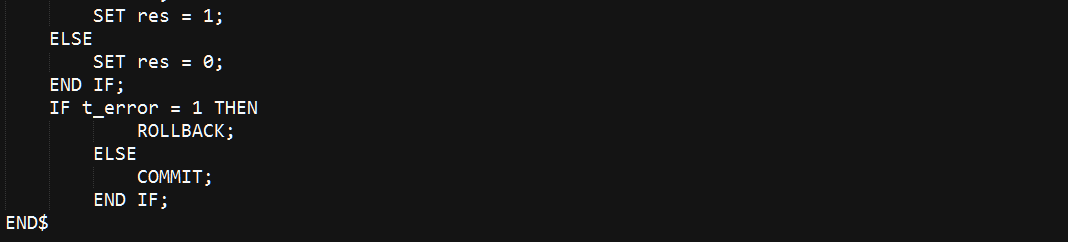 SET res = 1;
ELSE
SET res = 0;
END IF;
IF t_error = 1 THEN
ROLLBACK;
ELSE
COMMIT;
END IF;
END$